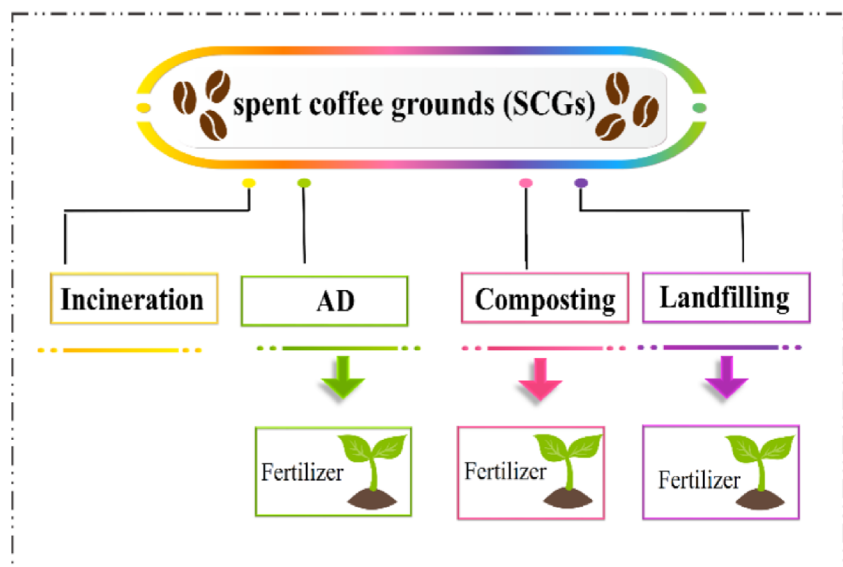 spent coffee grounds (SCGs)
Incineration
AD
Composting
Landfilling
Fertilizer
Fertilizer
Fertilizer